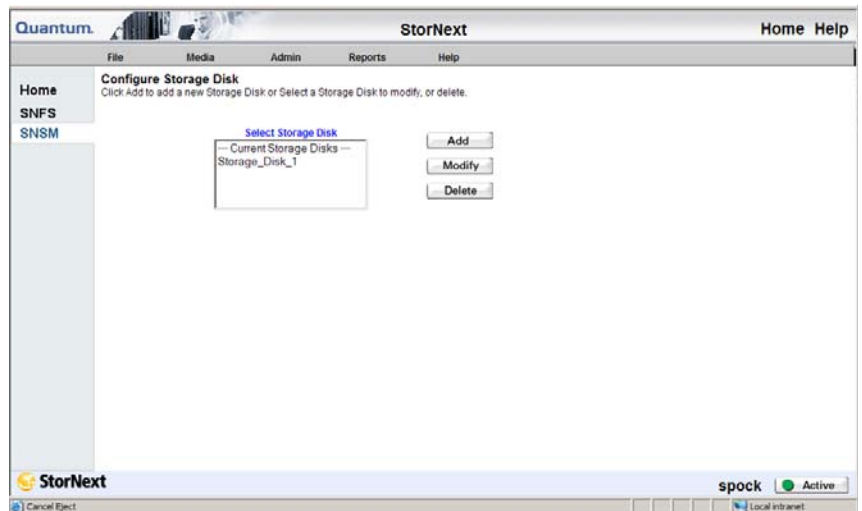 Quantum. StorNext Home Help
File Media Admin Reports Help
Configure Storage Disk
Click Add to add a new Storage Disk or Select a Storage Disk to modify, or delete.
Home
SNFS
SNSM
Select Storage Disk
--- Current Storage Disks ---
Storage_Disk_1
Add
Modify
Delete
StorNext
spock Active
Cancel Eject Local intranet